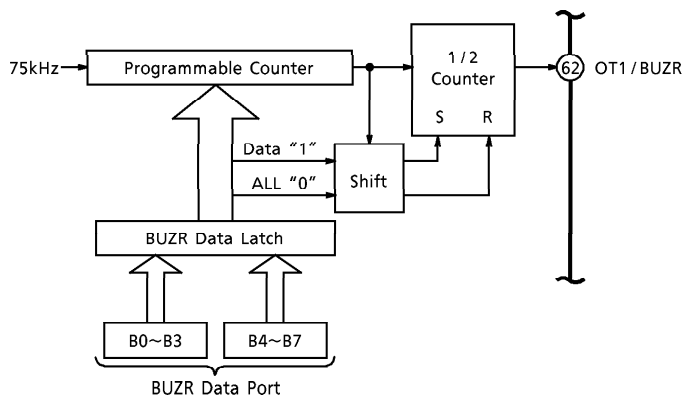 75kHz
Programmable Counter
1/2
Counter
S R
62
OT1/BUZR
Data "1"
ALL "0"
Shift
BUZR Data Latch
B0~B3
B4~B7
BUZR Data Port